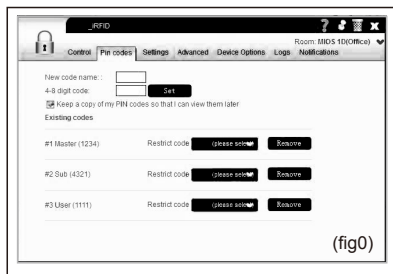 _iRFID
Room: MIDS 1D(Office)
Control Pin codes Settings Advanced Device Options Logs Notifications
New code name: :
4-8 digit code: Set
Keep a copy of my PIN codes so that I can view them later
Existing codes
#1 Master (1234) Restrict code (please sele Remove
#2 Sub (4321) Restrict code (please sele Remove
#3 User (1111) Restrict code (please sele Remove
(fig0)